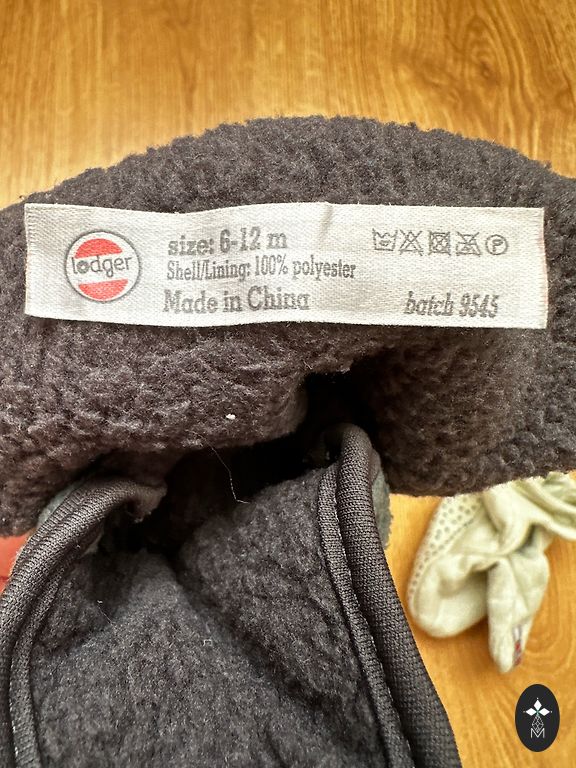 lodger
size: 6-12 m
Shell/Lining: 100% polyester
Made in China
batch 9545
P
M